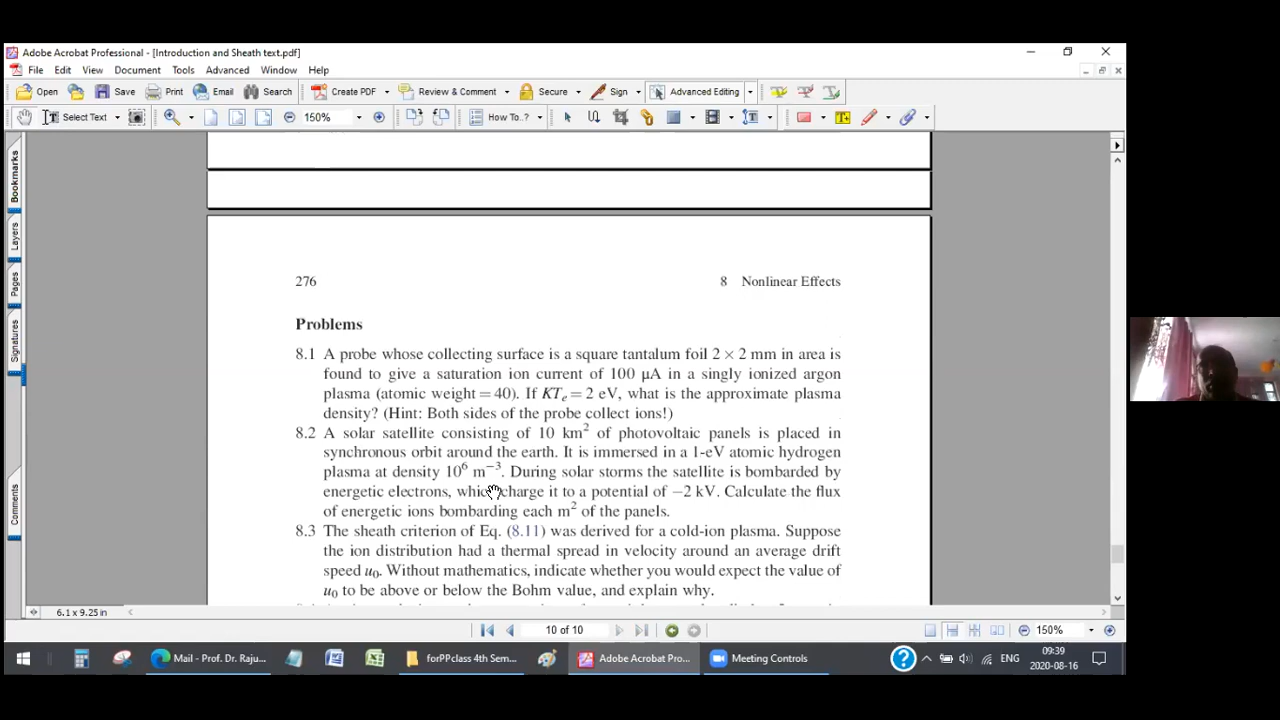 Adobe Acrobat Professional - [Introduction and Sheath text.pdf]
File Edit View Document Tools Advanced Window Help
Open Save Print Email Search Create PDF Review & Comment Secure Sign Advanced Editing
Select Text 150% How To..?
Bookmarks
Layers
Pages
Signatures
Comments
276 8 Nonlinear Effects
Problems
8.1 A probe whose collecting surface is a square tantalum foil 2 × 2 mm in area is
found to give a saturation ion current of 100 μA in a singly ionized argon
plasma (atomic weight = 40). If KTe = 2 eV, what is the approximate plasma
density? (Hint: Both sides of the probe collect ions!)
8.2 A solar satellite consisting of 10 km² of photovoltaic panels is placed in
synchronous orbit around the earth. It is immersed in a 1-eV atomic hydrogen
plasma at density 10⁶ m⁻³. During solar storms the satellite is bombarded by
energetic electrons, which charge it to a potential of −2 kV. Calculate the flux
of energetic ions bombarding each m² of the panels.
8.3 The sheath criterion of Eq. (8.11) was derived for a cold-ion plasma. Suppose
the ion distribution had a thermal spread in velocity around an average drift
speed u₀. Without mathematics, indicate whether you would expect the value of
u₀ to be above or below the Bohm value, and explain why.
6.1 x 9.25 in
10 of 10 150%
Mail - Prof. Dr. Raju... forPPclass 4th Sem... Adobe Acrobat Pro... Meeting Controls ENG 09:39
2020-08-16